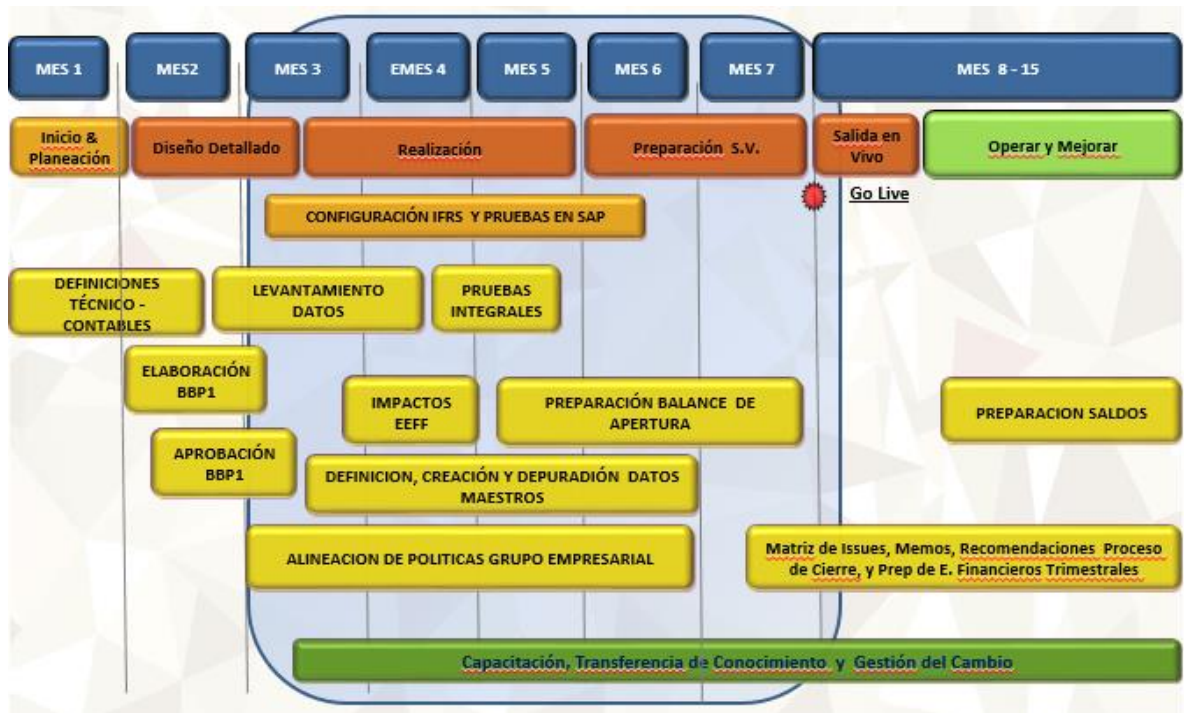 MES 1
MES2
MES 3
EMES 4
MES 5
MES 6
MES 7
MES 8 - 15
Inicio &
Planeación
Diseño Detallado
Realización
Preparación S.V.
Salida en
Vivo
Operar y Mejorar
Go Live
CONFIGURACIÓN IFRS Y PRUEBAS EN SAP
DEFINICIONES
TÉCNICO -
CONTABLES
LEVANTAMIENTO
DATOS
PRUEBAS
INTEGRALES
ELABORACIÓN
BBP1
IMPACTOS
EEFF
PREPARACIÓN BALANCE DE
APERTURA
PREPARACION SALDOS
APROBACIÓN
BBP1
DEFINICION, CREACIÓN Y DEPURADIÓN DATOS
MAESTROS
ALINEACION DE POLITICAS GRUPO EMPRESARIAL
Matriz de Issues, Memos, Recomendaciones Proceso
de Cierre, y Prep de E. Financieros Trimestrales
Capacitación, Transferencia de Conocimiento y Gestión del Cambio